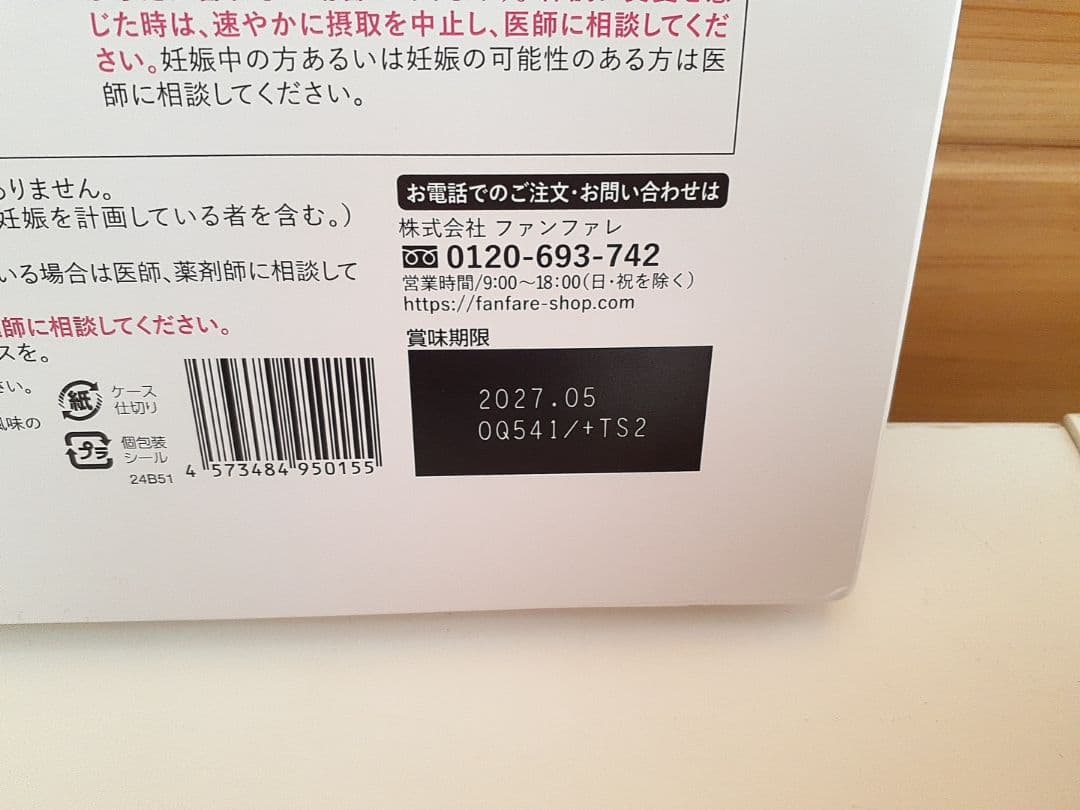 じた時は、速やかに摂取を中止し、医師に相談してくだ
さい。妊娠中の方あるいは妊娠の可能性のある方は医
師に相談してください。
ありません。
妊娠を計画している者を含む。)
いる場合は医師、薬剤師に相談して
医師に相談してください。
スを。
さい。
風味の
紙
ケース
仕切り
プラ
個包装
シール
24B51
4 573484 950155
お電話でのご注文・お問い合わせは
株式会社 ファンファレ
0120-693-742
営業時間/9:00〜18:00(日・祝を除く)
https://fanfare-shop.com
賞味期限
2027.05
0Q541/+TS2